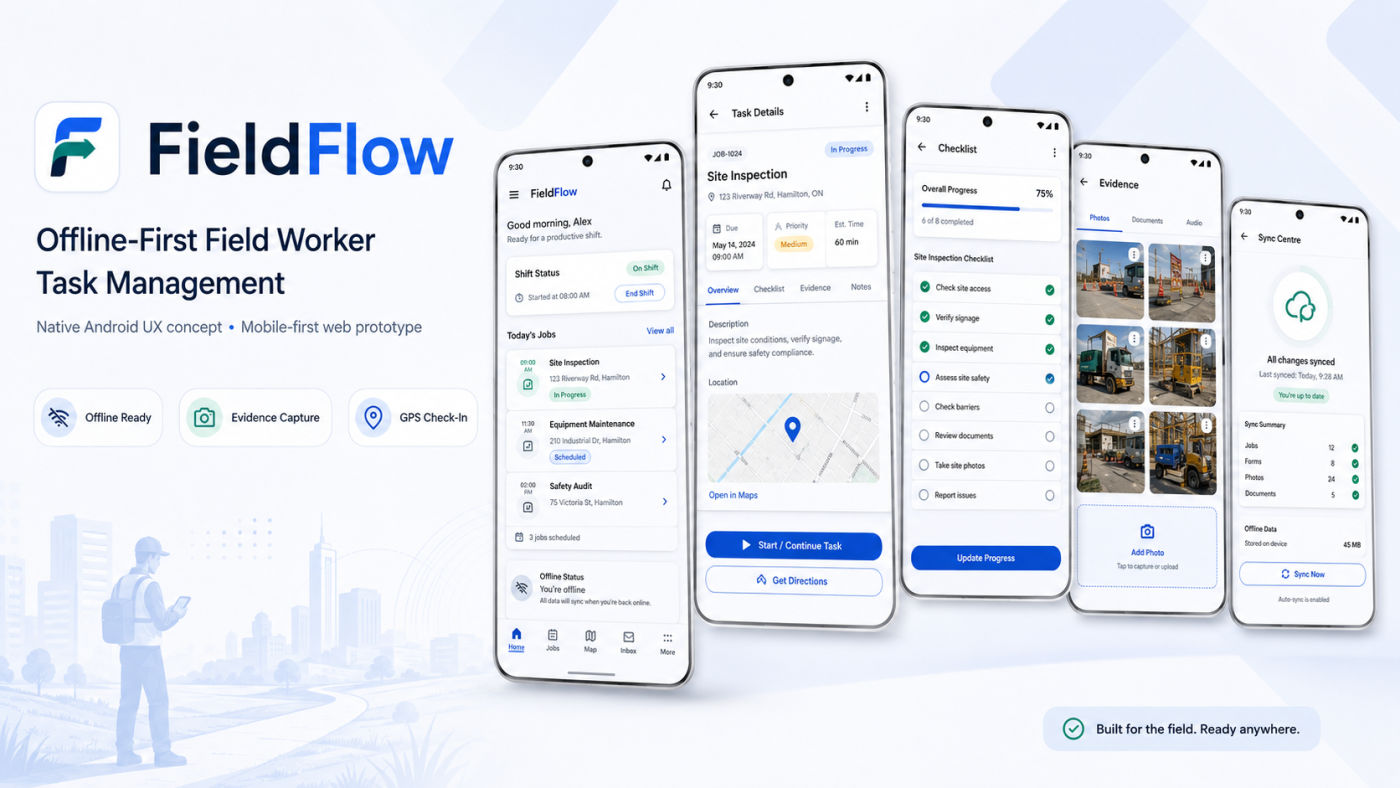 FieldFlow
Offline-First Field Worker
Task Management
Native Android UX concept • Mobile-first web prototype
Offline Ready
Evidence Capture
GPS Check-In
9:30
FieldFlow
Good morning, Alex
Ready for a productive shift.
Shift Status
On Shift
Started at 08:00 AM
End Shift
Today's Jobs
View all
09:00
AM
Site Inspection
123 Riverway Rd, Hamilton
In Progress
11:30
AM
Equipment Maintenance
210 Industrial Dr, Hamilton
Scheduled
02:00
PM
Safety Audit
75 Victoria St, Hamilton
3 jobs scheduled
Offline Status
You're offline
All data will sync when you're back online.
Home
Jobs
Map
Inbox
More
9:30
Task Details
JOB-1024
In Progress
Site Inspection
123 Riverway Rd, Hamilton, ON
Due
May 14, 2024
09:00 AM
Priority
Medium
Est. Time
60 min
Overview
Checklist
Evidence
Notes
Description
Inspect site conditions, verify signage,
and ensure safety compliance.
Location
Open in Maps
Start / Continue Task
Get Directions
9:30
Checklist
Overall Progress
75%
6 of 8 completed
Site Inspection Checklist
Check site access
Verify signage
Inspect equipment
Assess site safety
Check barriers
Review documents
Take site photos
Report issues
Update Progress
9:30
Evidence
Photos
Documents
Audio
Add Photo
Tap to capture or upload
9:30
Sync Centre
All changes synced
Last synced: Today, 9:28 AM
You're up to date
Sync Summary
Jobs 12
Forms 8
Photos 24
Documents 5
Offline Data
Stored on device 45 MB
Sync Now
Auto-sync is enabled
Built for the field. Ready anywhere.